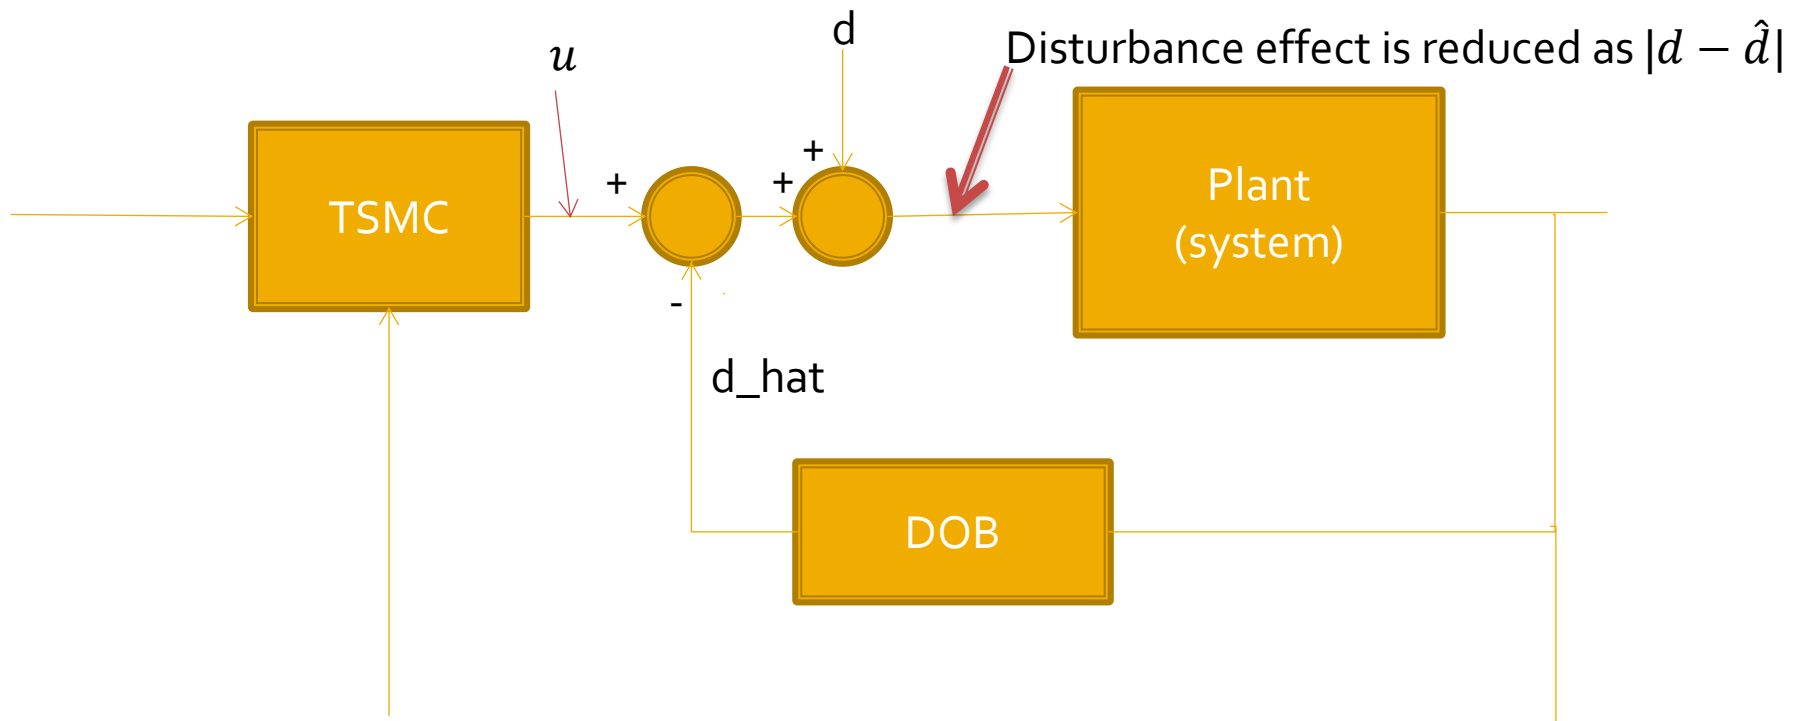 d
Disturbance effect is reduced as |𝑑 − 𝑑̂|
𝑢
+
+
+
TSMC
Plant
(system)
-
d_hat
DOB